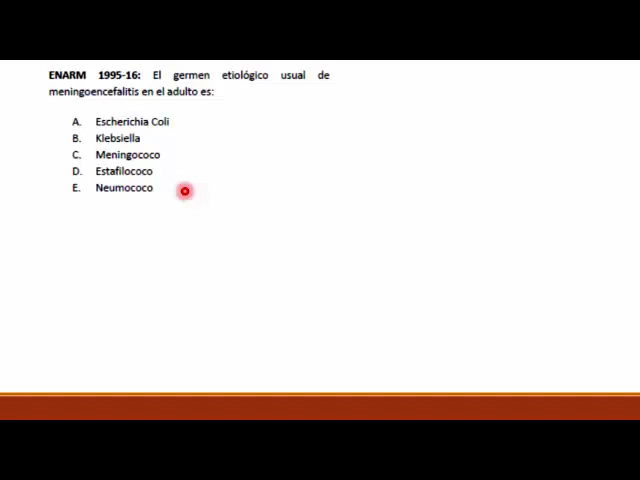 ENARM 1995-16: El germen etiológico usual de
meningoencefalitis en el adulto es:
A. Escherichia Coli
B. Klebsiella
C. Meningococo
D. Estafilococo
E. Neumococo